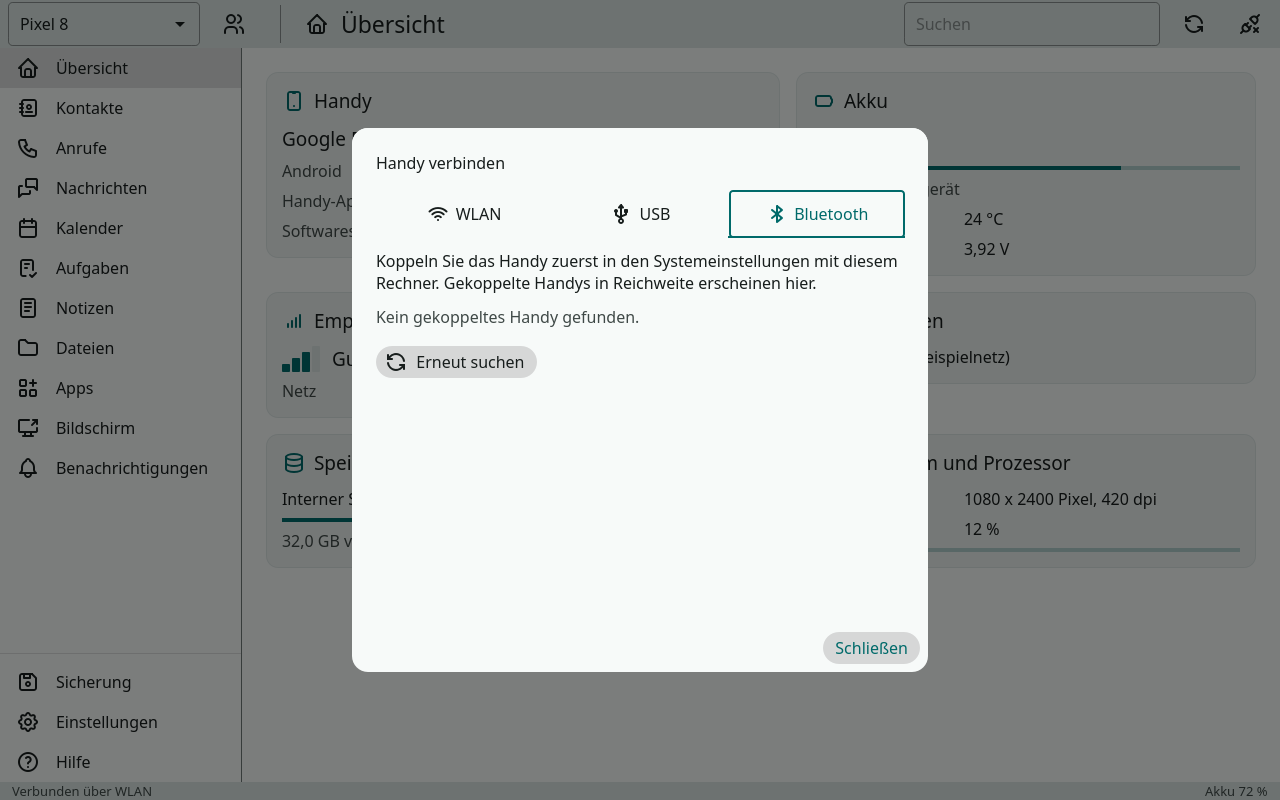 Pixel 8
Übersicht
Suchen
Übersicht
Kontakte
Anrufe
Nachrichten
Kalender
Aufgaben
Notizen
Dateien
Apps
Bildschirm
Benachrichtigungen
Sicherung
Einstellungen
Hilfe
Handy
Google
Android
Handy-Ap
Softwares
Akku
erät
24 °C
3,92 V
Emp
Gu
Netz
en
eispielnetz)
Spei
Interner S
32,0 GB v
m und Prozessor
1080 x 2400 Pixel, 420 dpi
12 %
Handy verbinden
WLAN
USB
Bluetooth
Koppeln Sie das Handy zuerst in den Systemeinstellungen mit diesem
Rechner. Gekoppelte Handys in Reichweite erscheinen hier.
Kein gekoppeltes Handy gefunden.
Erneut suchen
Schließen
Verbunden über WLAN
Akku 72 %